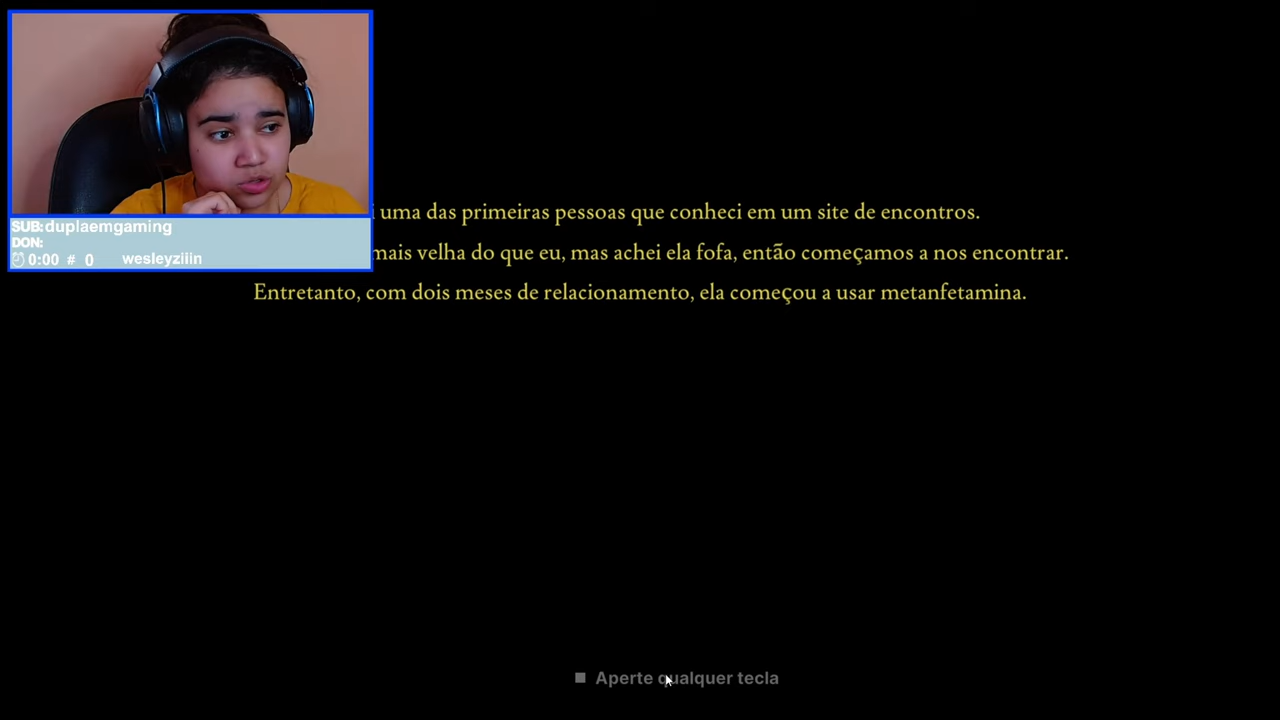 uma das primeiras pessoas que conheci em um site de encontros.
mais velha do que eu, mas achei ela fofa, então começamos a nos encontrar.
Entretanto, com dois meses de relacionamento, ela começou a usar metanfetamina.
SUB: duplaemgaming
DON:
0:00 # 0 wesleyziiin
Aperte qualquer tecla